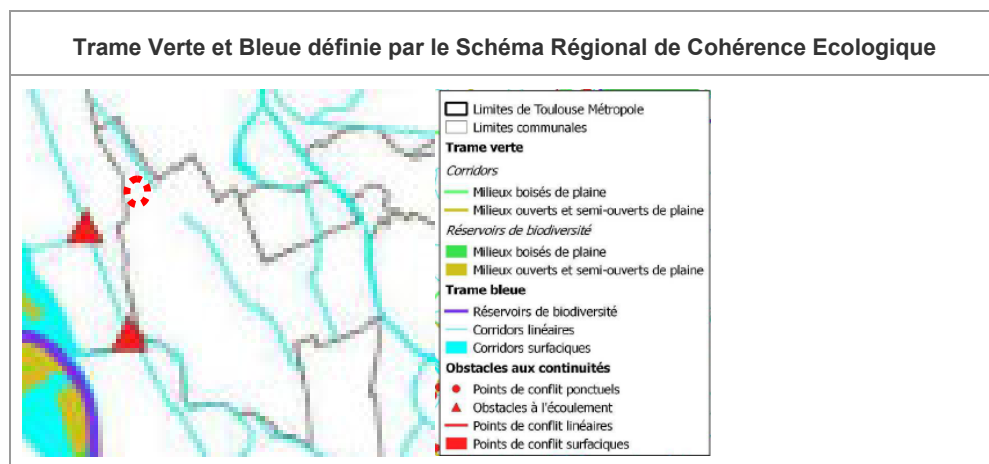 Trame Verte et Bleue définie par le Schéma Régional de Cohérence Ecologique
Limites de Toulouse Métropole
Limites communales
Trame verte
Corridors
Milieux boisés de plaine
Milieux ouverts et semi-ouverts de plaine
Réservoirs de biodiversité
Milieux boisés de plaine
Milieux ouverts et semi-ouverts de plaine
Trame bleue
Réservoirs de biodiversité
Corridors linéaires
Corridors surfaciques
Obstacles aux continuités
Points de conflit ponctuels
Obstacles à l'écoulement
Points de conflit linéaires
Points de conflit surfaciques